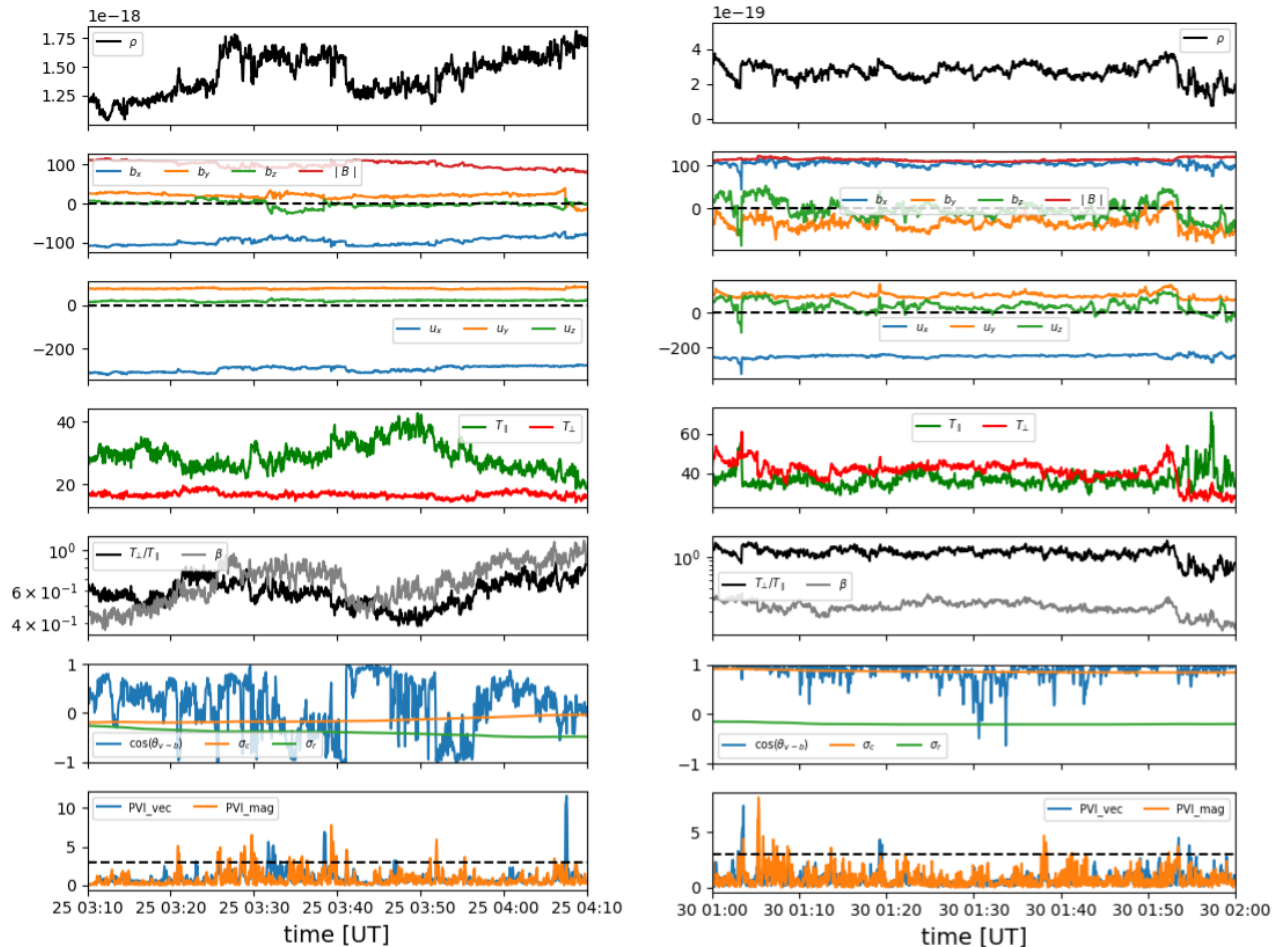 1e−18
1.75
1.50
1.25
ρ
100
0
−100
b_x b_y b_z | B |
0
−200
u_x u_y u_z
40
20
T_∥ T_⊥
10^0
6 × 10^−1
4 × 10^−1
T_⊥/T_∥ β
1
0
−1
cos(θ_{v−b}) σ_c σ_r
10
5
0
PVI_vec PVI_mag
25 03:10 25 03:20 25 03:30 25 03:40 25 03:50 25 04:00 25 04:10
time [UT]
1e−19
4
2
0
ρ
100
0
b_x b_y b_z | B |
0
−200
u_x u_y u_z
60
40
T_∥ T_⊥
10^0
T_⊥/T_∥ β
1
0
−1
cos(θ_{v−b}) σ_c σ_r
5
0
PVI_vec PVI_mag
30 01:00 30 01:10 30 01:20 30 01:30 30 01:40 30 01:50 30 02:00
time [UT]